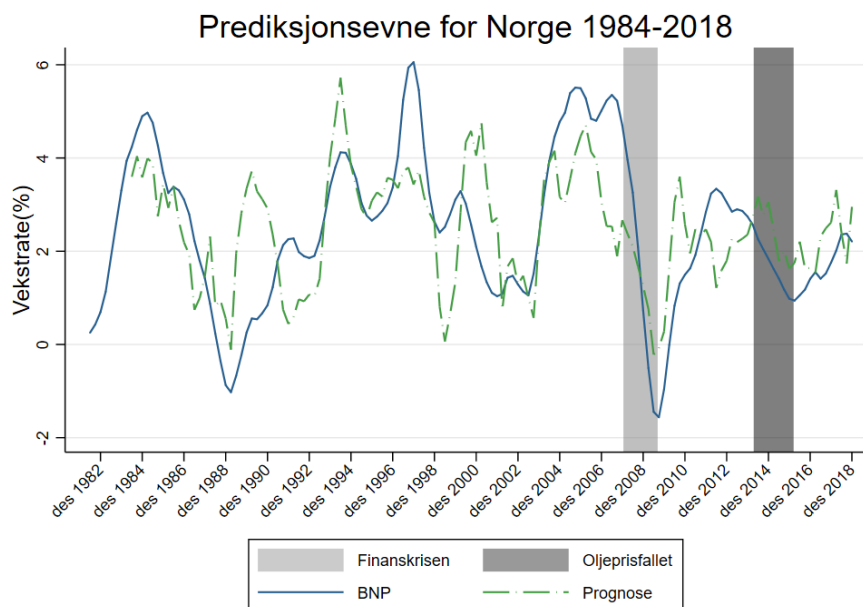 Prediksjonsevne for Norge 1984-2018
Vekstrate(%)
6
4
2
0
-2
des 1982
des 1984
des 1986
des 1988
des 1990
des 1992
des 1994
des 1996
des 1998
des 2000
des 2002
des 2004
des 2006
des 2008
des 2010
des 2012
des 2014
des 2016
des 2018
Finanskrisen
Oljeprisfallet
BNP
Prognose